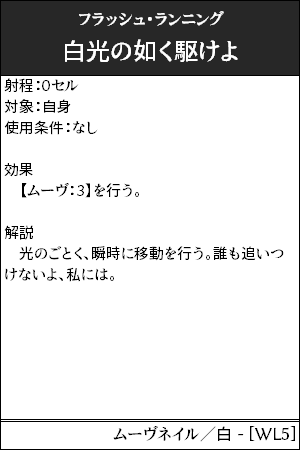 フラッシュ・ランニング
白光の如く駆けよ
射程：0セル
対象：自身
使用条件：なし
効果
　【ムーヴ：3】を行う。
解説
　光のごとく、瞬時に移動を行う。誰も追いつ
けないよ、私には。
ムーヴネイル／白 - [WL5]